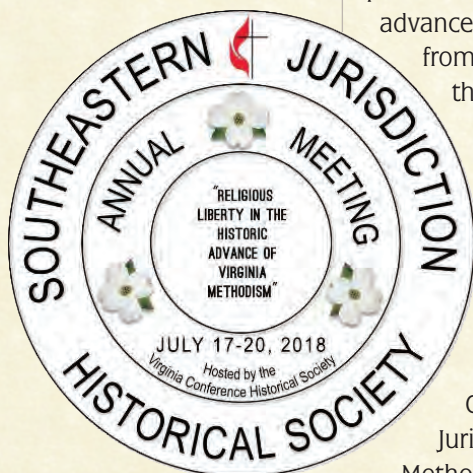 SOUTHEASTERN JURISDICTION
HISTORICAL SOCIETY
ANNUAL MEETING
"RELIGIOUS
LIBERTY IN THE
HISTORIC
ADVANCE OF
VIRGINIA
METHODISM"
JULY 17-20, 2018
Hosted by the
Virginia Conference Historical Society
advance
from
th
Juri
Metho